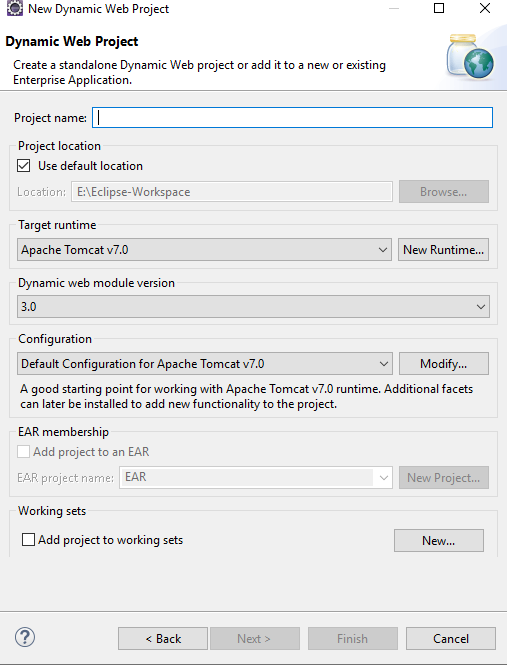 New Dynamic Web Project
Dynamic Web Project
Create a standalone Dynamic Web project or add it to a new or existing
Enterprise Application.
Project name:
Project location
Use default location
Location: E:\Eclipse-Workspace Browse...
Target runtime
Apache Tomcat v7.0 New Runtime...
Dynamic web module version
3.0
Configuration
Default Configuration for Apache Tomcat v7.0 Modify...
A good starting point for working with Apache Tomcat v7.0 runtime. Additional facets
can later be installed to add new functionality to the project.
EAR membership
Add project to an EAR
EAR project name: EAR New Project...
Working sets
Add project to working sets New...
? < Back Next > Finish Cancel